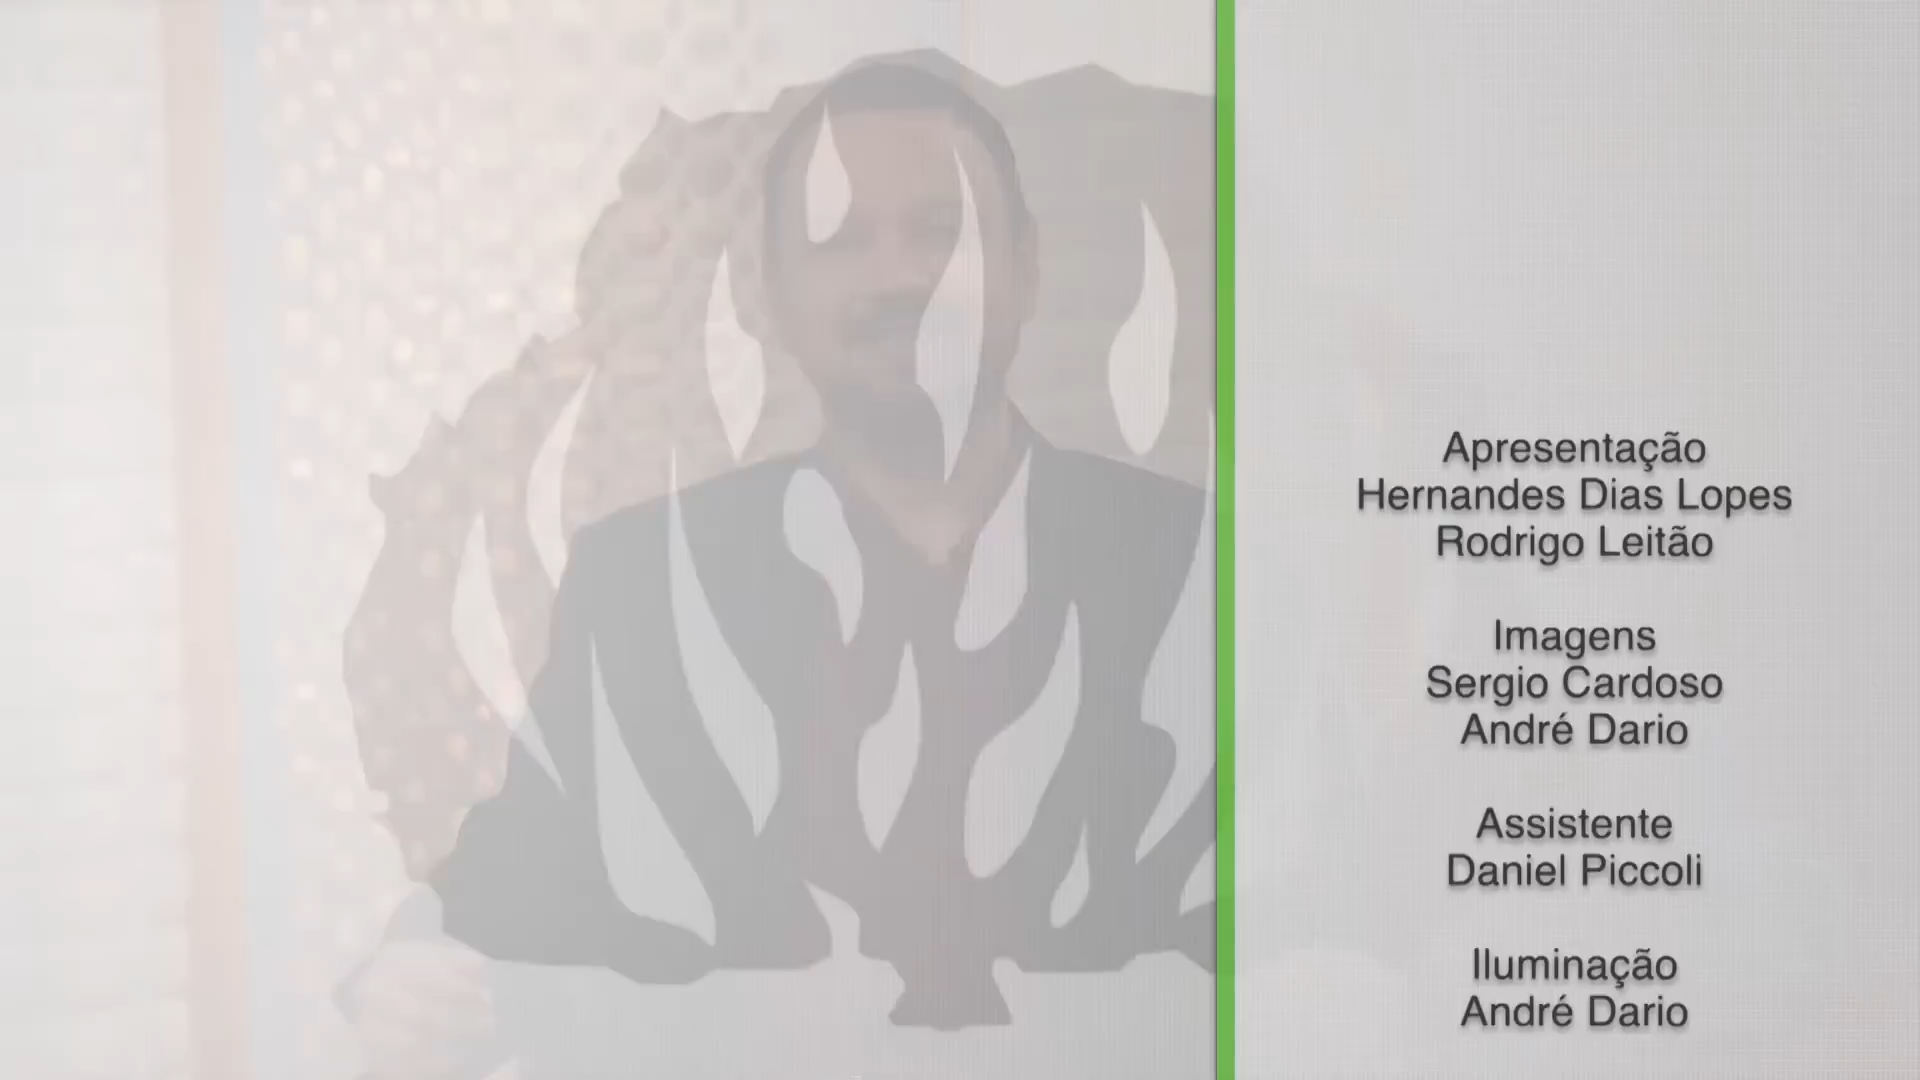 Apresentação
Hernandes Dias Lopes
Rodrigo Leitão
Imagens
Sergio Cardoso
André Dario
Assistente
Daniel Piccoli
Iluminação
André Dario